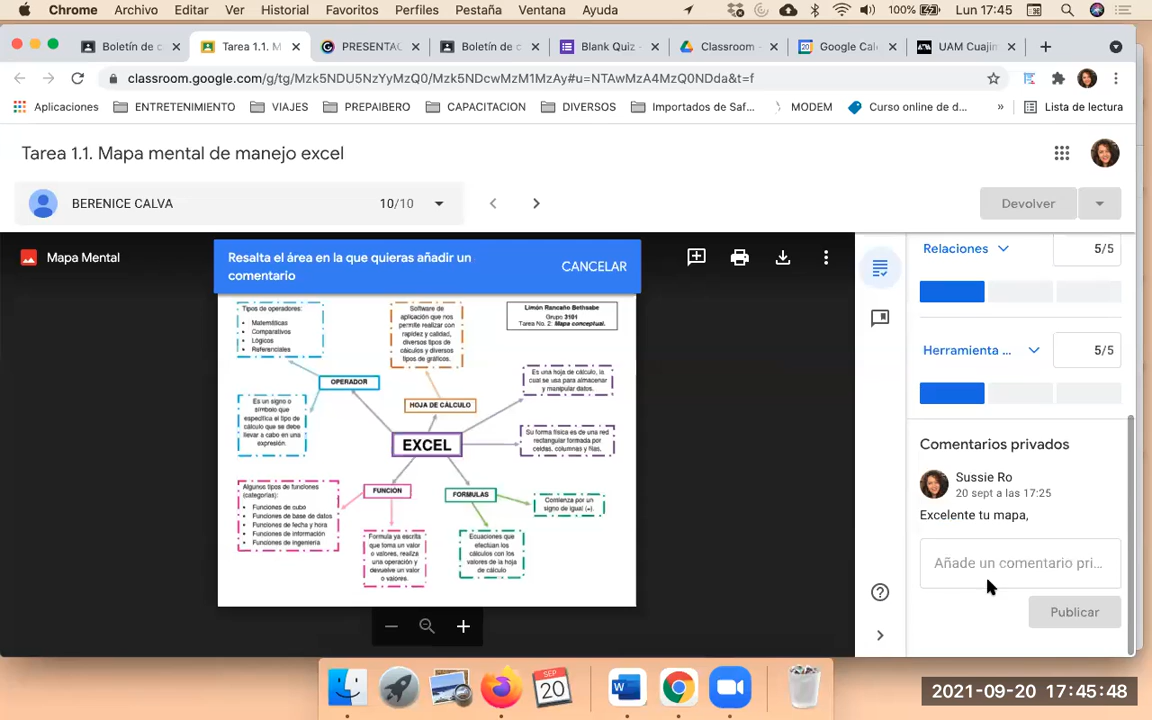 Chrome Archivo Editar Ver Historial Favoritos Perfiles Pestaña Ventana Ayuda 100% Lun 17:45
Boletín de c Tarea 1.1. M PRESENTAC Boletín de c Blank Quiz - Classroom - Google Cal UAM Cuajim
classroom.google.com/g/tg/Mzk5NDU5NzYyMzQ0/Mzk5NDcwMzM1MzAy#u=NTAwMzA4MzQ0NDda&t=f
Aplicaciones ENTRETENIMIENTO VIAJES PREPAIBERO CAPACITACION DIVERSOS Importados de Saf... MODEM Curso online de d... » Lista de lectura
Tarea 1.1. Mapa mental de manejo excel
BERENICE CALVA 10/10 Devolver
Mapa Mental
Resalta el área en la que quieras añadir un
comentario
CANCELAR
Tipos de operadores:
Matemáticas
Comparativos
Lógicos
Referenciales
Software de
aplicación que nos
permite realizar con
rapidez y calidad,
diversos tipos de
cálculos y diversos
tipos de gráficos.
Limón Rancaño Bethsabe
Grupo 3101
Tarea No. 2: Mapa conceptual.
Es una hoja de cálculo, la
cual se usa para almacenar
y manipular datos.
OPERADOR
HOJA DE CÁLCULO
Es un signo o
símbolo que
especifica el tipo de
cálculo que se debe
llevar a cabo en una
expresión.
EXCEL
Su forma física es de una red
rectangular formada por
celdas, columnas y filas.
Algunos tipos de funciones
(categorías):
Funciones de cubo
Funciones de base de datos
Funciones de fecha y hora
Funciones de información
Funciones de ingeniería
FUNCIÓN
FORMULAS
Comienza por un
signo de igual (=).
Formula ya escrita
que toma un valor
o valores, realiza
una operación y
devuelve un valor
o valores.
Ecuaciones que
efectúan los
cálculos con los
valores de la hoja
de cálculo
Relaciones 5/5
Herramienta ... 5/5
Comentarios privados
Sussie Ro
20 sept a las 17:25
Excelente tu mapa,
Añade un comentario pri...
Publicar
SEP
20
2021-09-20 17:45:48